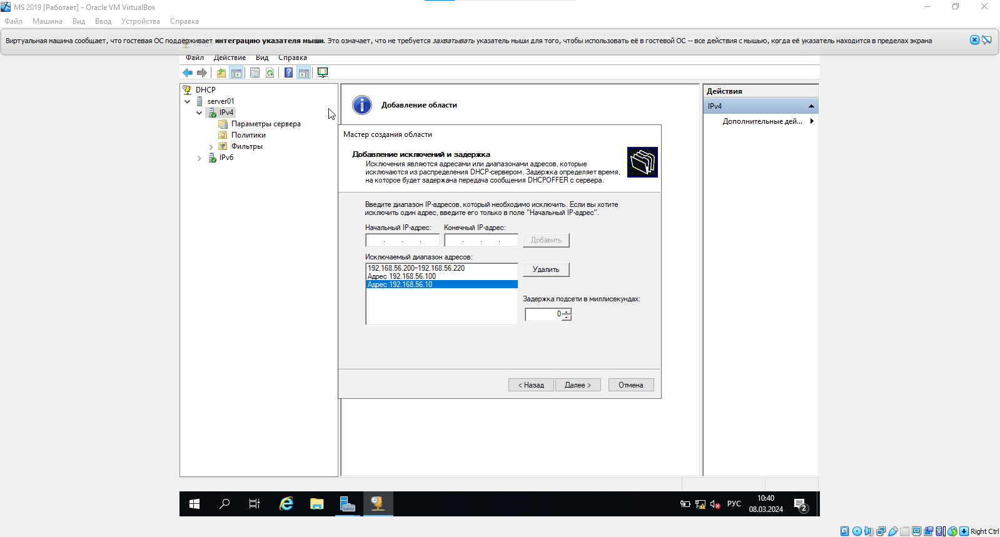 MS 2019 [Работает] - Oracle VM VirtualBox
Файл Машина Вид Ввод Устройства Справка
Виртуальная машина сообщает, что гостевая ОС поддерживает интеграцию указателя мыши. Это означает, что не требуется захватывать указатель мыши для того, чтобы использовать её в гостевой ОС -- все действия с мышью, когда её указатель находится в пределах экрана
Файл Действие Вид Справка
DHCP
server01
IPv4
Параметры сервера
Политики
Фильтры
IPv6
Добавление области
Мастер создания области
Добавление исключений и задержка
Исключения являются адресами или диапазонами адресов, которые
исключаются из распределения DHCP-сервером. Задержка определяет время,
на которое будет задержана передача сообщения DHCPOFFER с сервера.
Введите диапазон IP-адресов, который необходимо исключить. Если вы хотите
исключить один адрес, введите его только в поле "Начальный IP-адрес".
Начальный IP-адрес: Конечный IP-адрес:
. . . . . . Добавить
Исключаемый диапазон адресов:
192.168.56.200-192.168.56.220
Адрес 192.168.56.100
Адрес 192.168.56.10
Удалить
Задержка подсети в миллисекундах:
0
< Назад Далее > Отмена
Действия
IPv4
Дополнительные дей...
РУС
10:40
08.03.2024
2
Right Ctrl